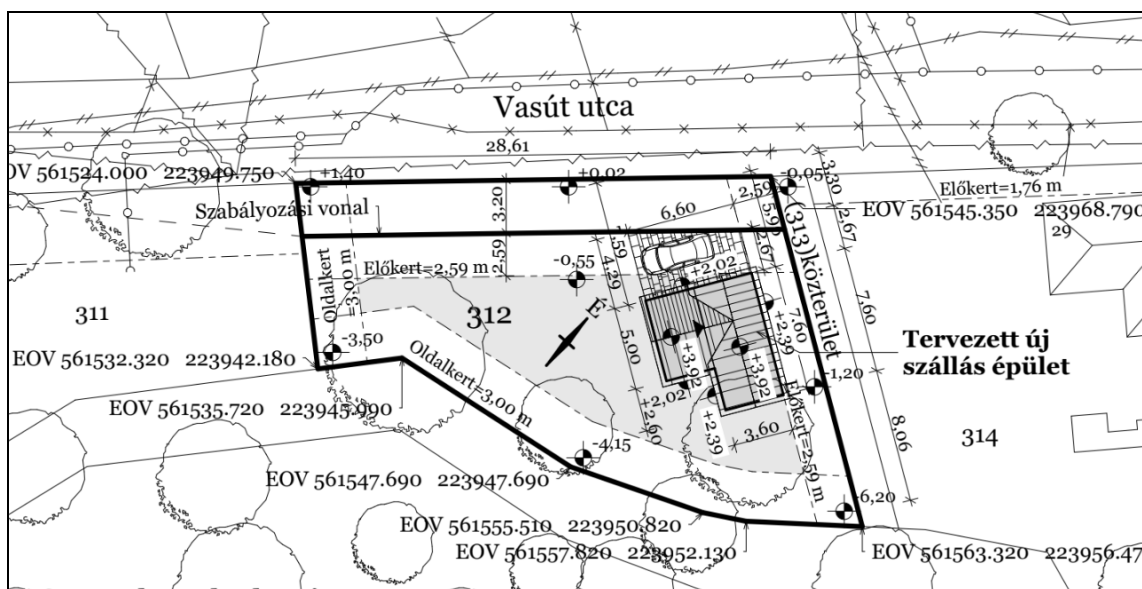 Vasút utca
28,61
3,30
OV 561524.000 223949.750
+1,40
+0,02
2,59
-0,05
Előkert=1,76 m
(313)közterület
EOV 561545.350 223968.790
29
Szabályozási vonal
3,20
6,60
5,90
2,67
2,67
2,59
,59
4,29
Oldalkert
=3,00 m
Előkert=2,59 m
-0,55
+2,02
311
312
É
7,60
7,60
+2,39
Tervezett új
szállás épület
-3,50
EOV 561532.320 223942.180
Oldalkert=3,00 m
5,00
+3,92
+3,92
-1,20
EOV 561535.720 223945.990
+2,02
+2,39
2,60
3,60
Előkert=2,59 m
8,06
314
-4,15
EOV 561547.690 223947.690
-6,20
EOV 561555.510 223950.820
EOV 561557.820 223952.130
EOV 561563.320 223956.47